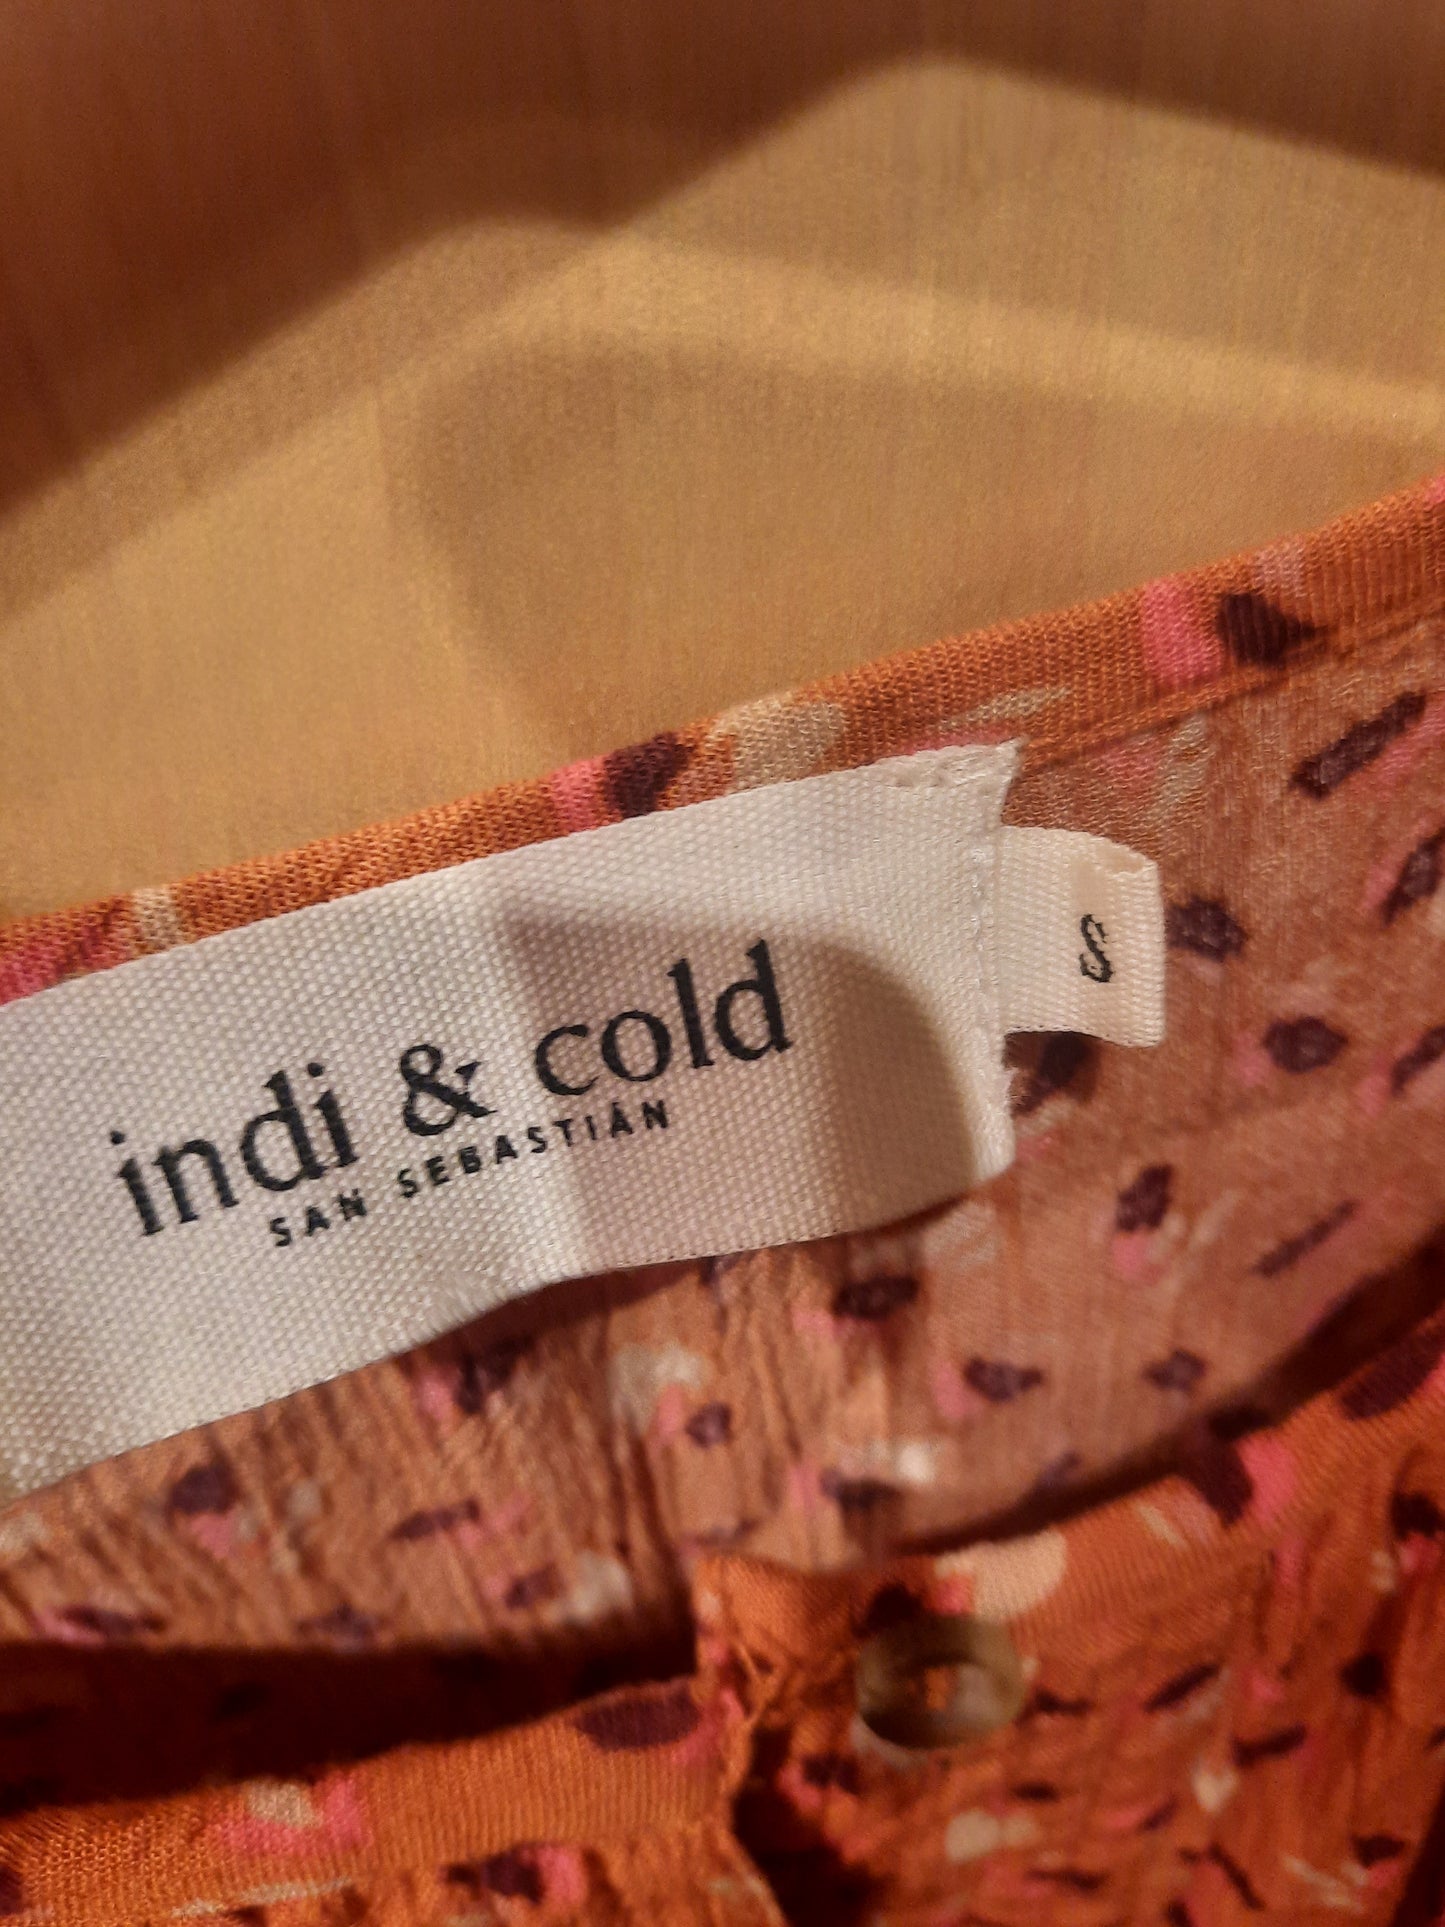 indi & cold
SAN SEBASTIÁN
S